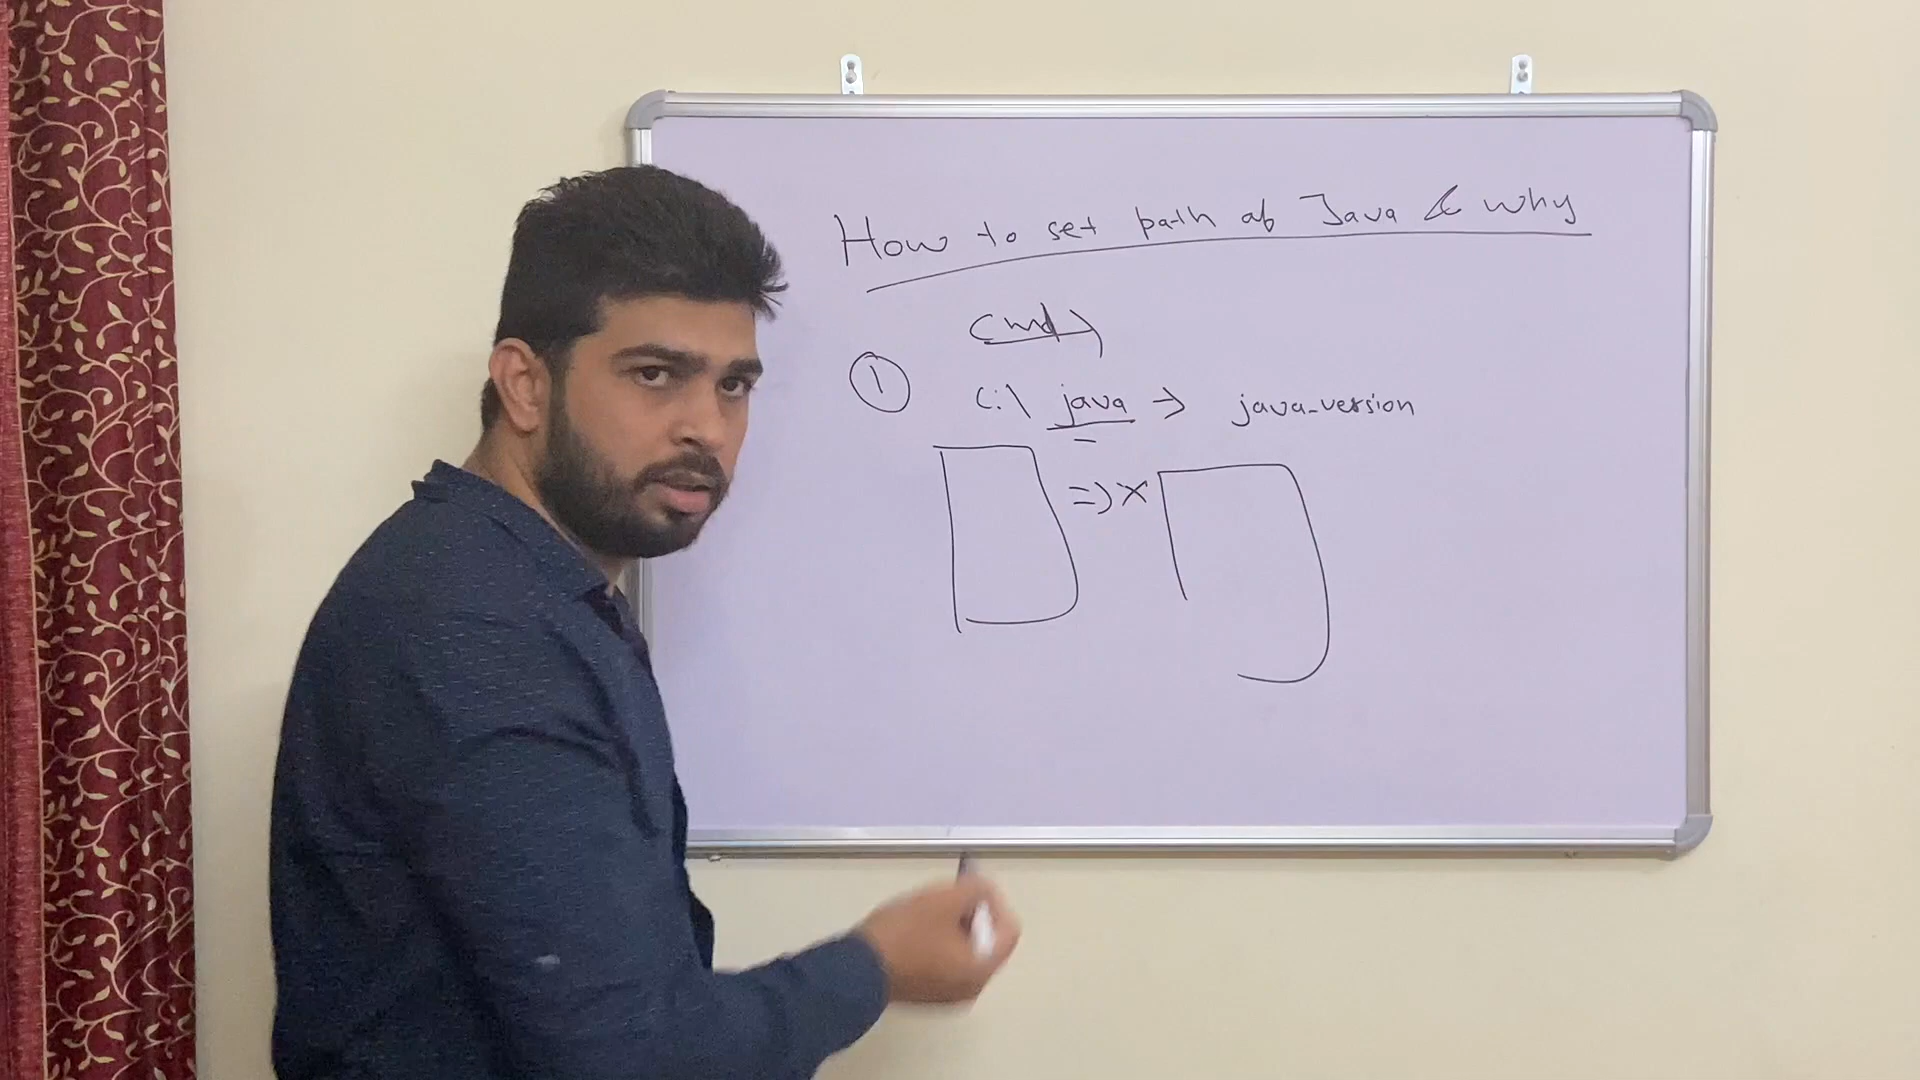 How to set path of Java & why
cmd
① C:\ java → java-version
=> ×